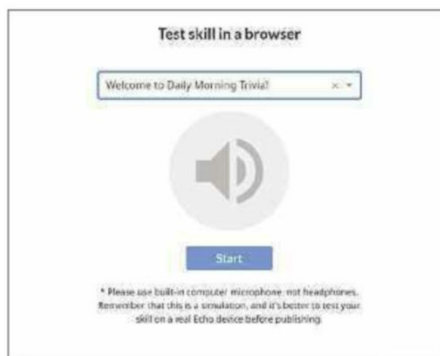 Test skill in a browser
Welcome to Daily Morning Trivia!
Start
* Please use built-in computer microphone, not headphones.
Remember that this is a simulation, and it's better to test your
skill on a real Echo device before publishing.